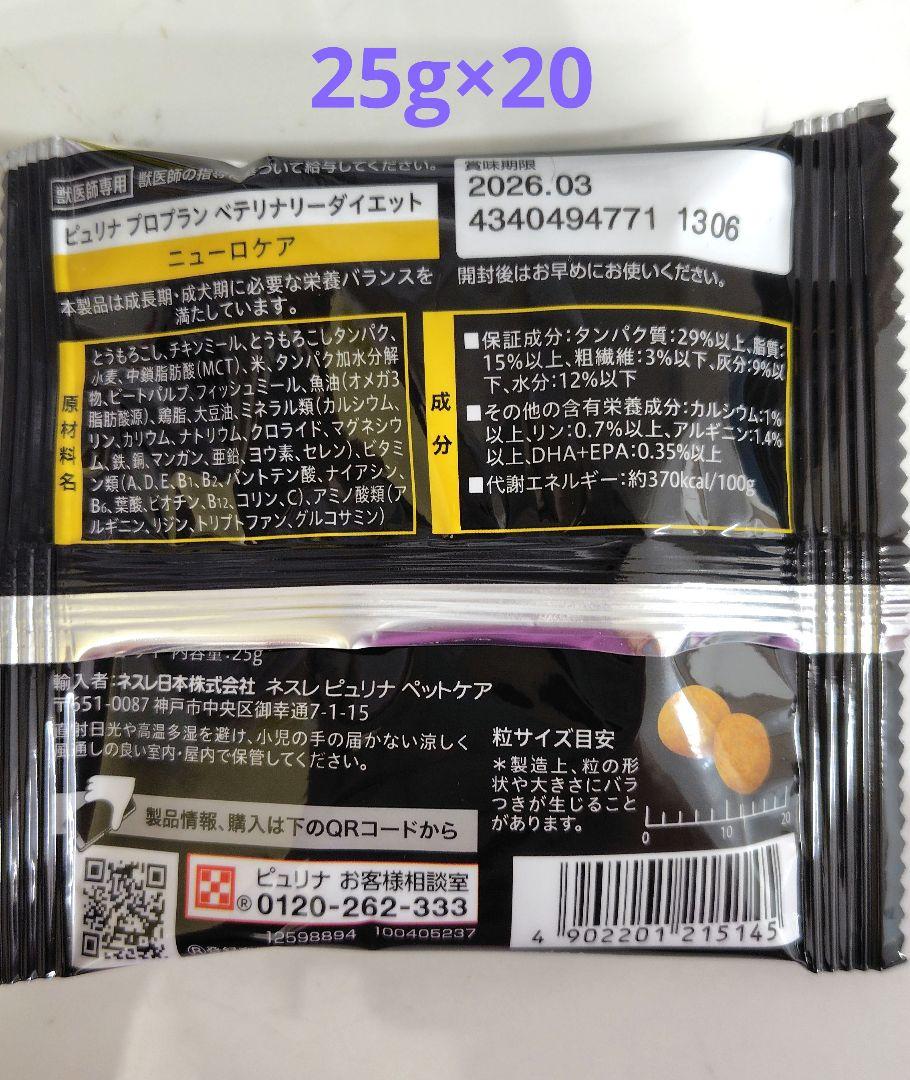 25g×20
獣医師専用 獣医師の指導に基づいて給与してください。
ピュリナ プロプラン ベテリナリーダイエット
ニューロケア
本製品は成長期・成犬期に必要な栄養バランスを
満たしています。
賞味期限
2026.03
4340494771 1306
開封後はお早めにお使いください。
原材料名
とうもろこし、チキンミール、とうもろこしタンパク、
小麦、中鎖脂肪酸(MCT)、米、タンパク加水分解
物、ビートパルプ、フィッシュミール、魚油(オメガ3
脂肪酸源)、鶏脂、大豆油、ミネラル類(カルシウム、
リン、カリウム、ナトリウム、クロライド、マグネシウ
ム、鉄、銅、マンガン、亜鉛、ヨウ素、セレン)、ビタミ
ン類(A、D、E、B₁、B₂、パントテン酸、ナイアシン、
B₆、葉酸、ビオチン、B₁₂、コリン、C)、アミノ酸類(ア
ルギニン、リジン、トリプトファン、グルコサミン)
成分
■保証成分:タンパク質:29%以上、脂質:
15%以上、粗繊維:3%以下、灰分:9%以
下、水分:12%以下
■その他の含有栄養成分:カルシウム:1%
以上、リン:0.7%以上、アルギニン:1.4%
以上、DHA+EPA:0.35%以上
■代謝エネルギー:約370kcal/100g
内容量:25g
輸入者:ネスレ日本株式会社 ネスレ ピュリナ ペットケア
〒651-0087 神戸市中央区御幸通7-1-15
直射日光や高温多湿を避け、小児の手の届かない涼しく
風通しの良い室内・屋内で保管してください。
製品情報、購入は下のQRコードから
ピュリナ お客様相談室
® 0120-262-333
12598894 100405237
粒サイズ目安
＊製造上、粒の形
状や大きさにバラ
つきが生じること
があります。
0 10 20
4 902201 215145